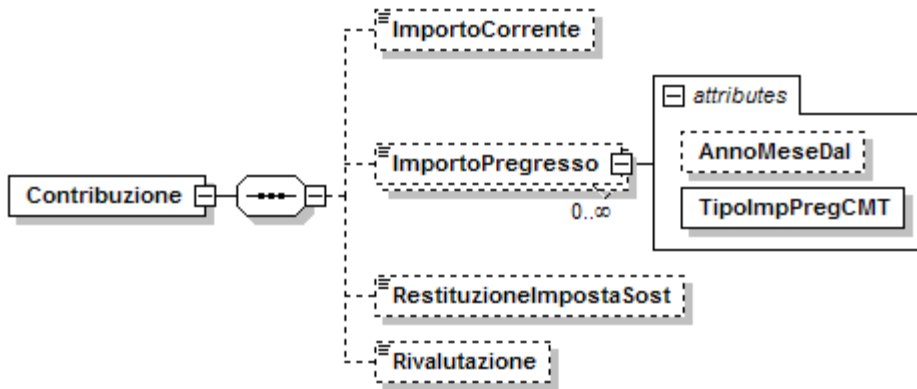 ImportoCorrente
attributes
AnnoMeseDal
ImportoPregresso
Contribuzione
TipoImpPregCMT
0..∞
RestituzioneImpostaSost
Rivalutazione